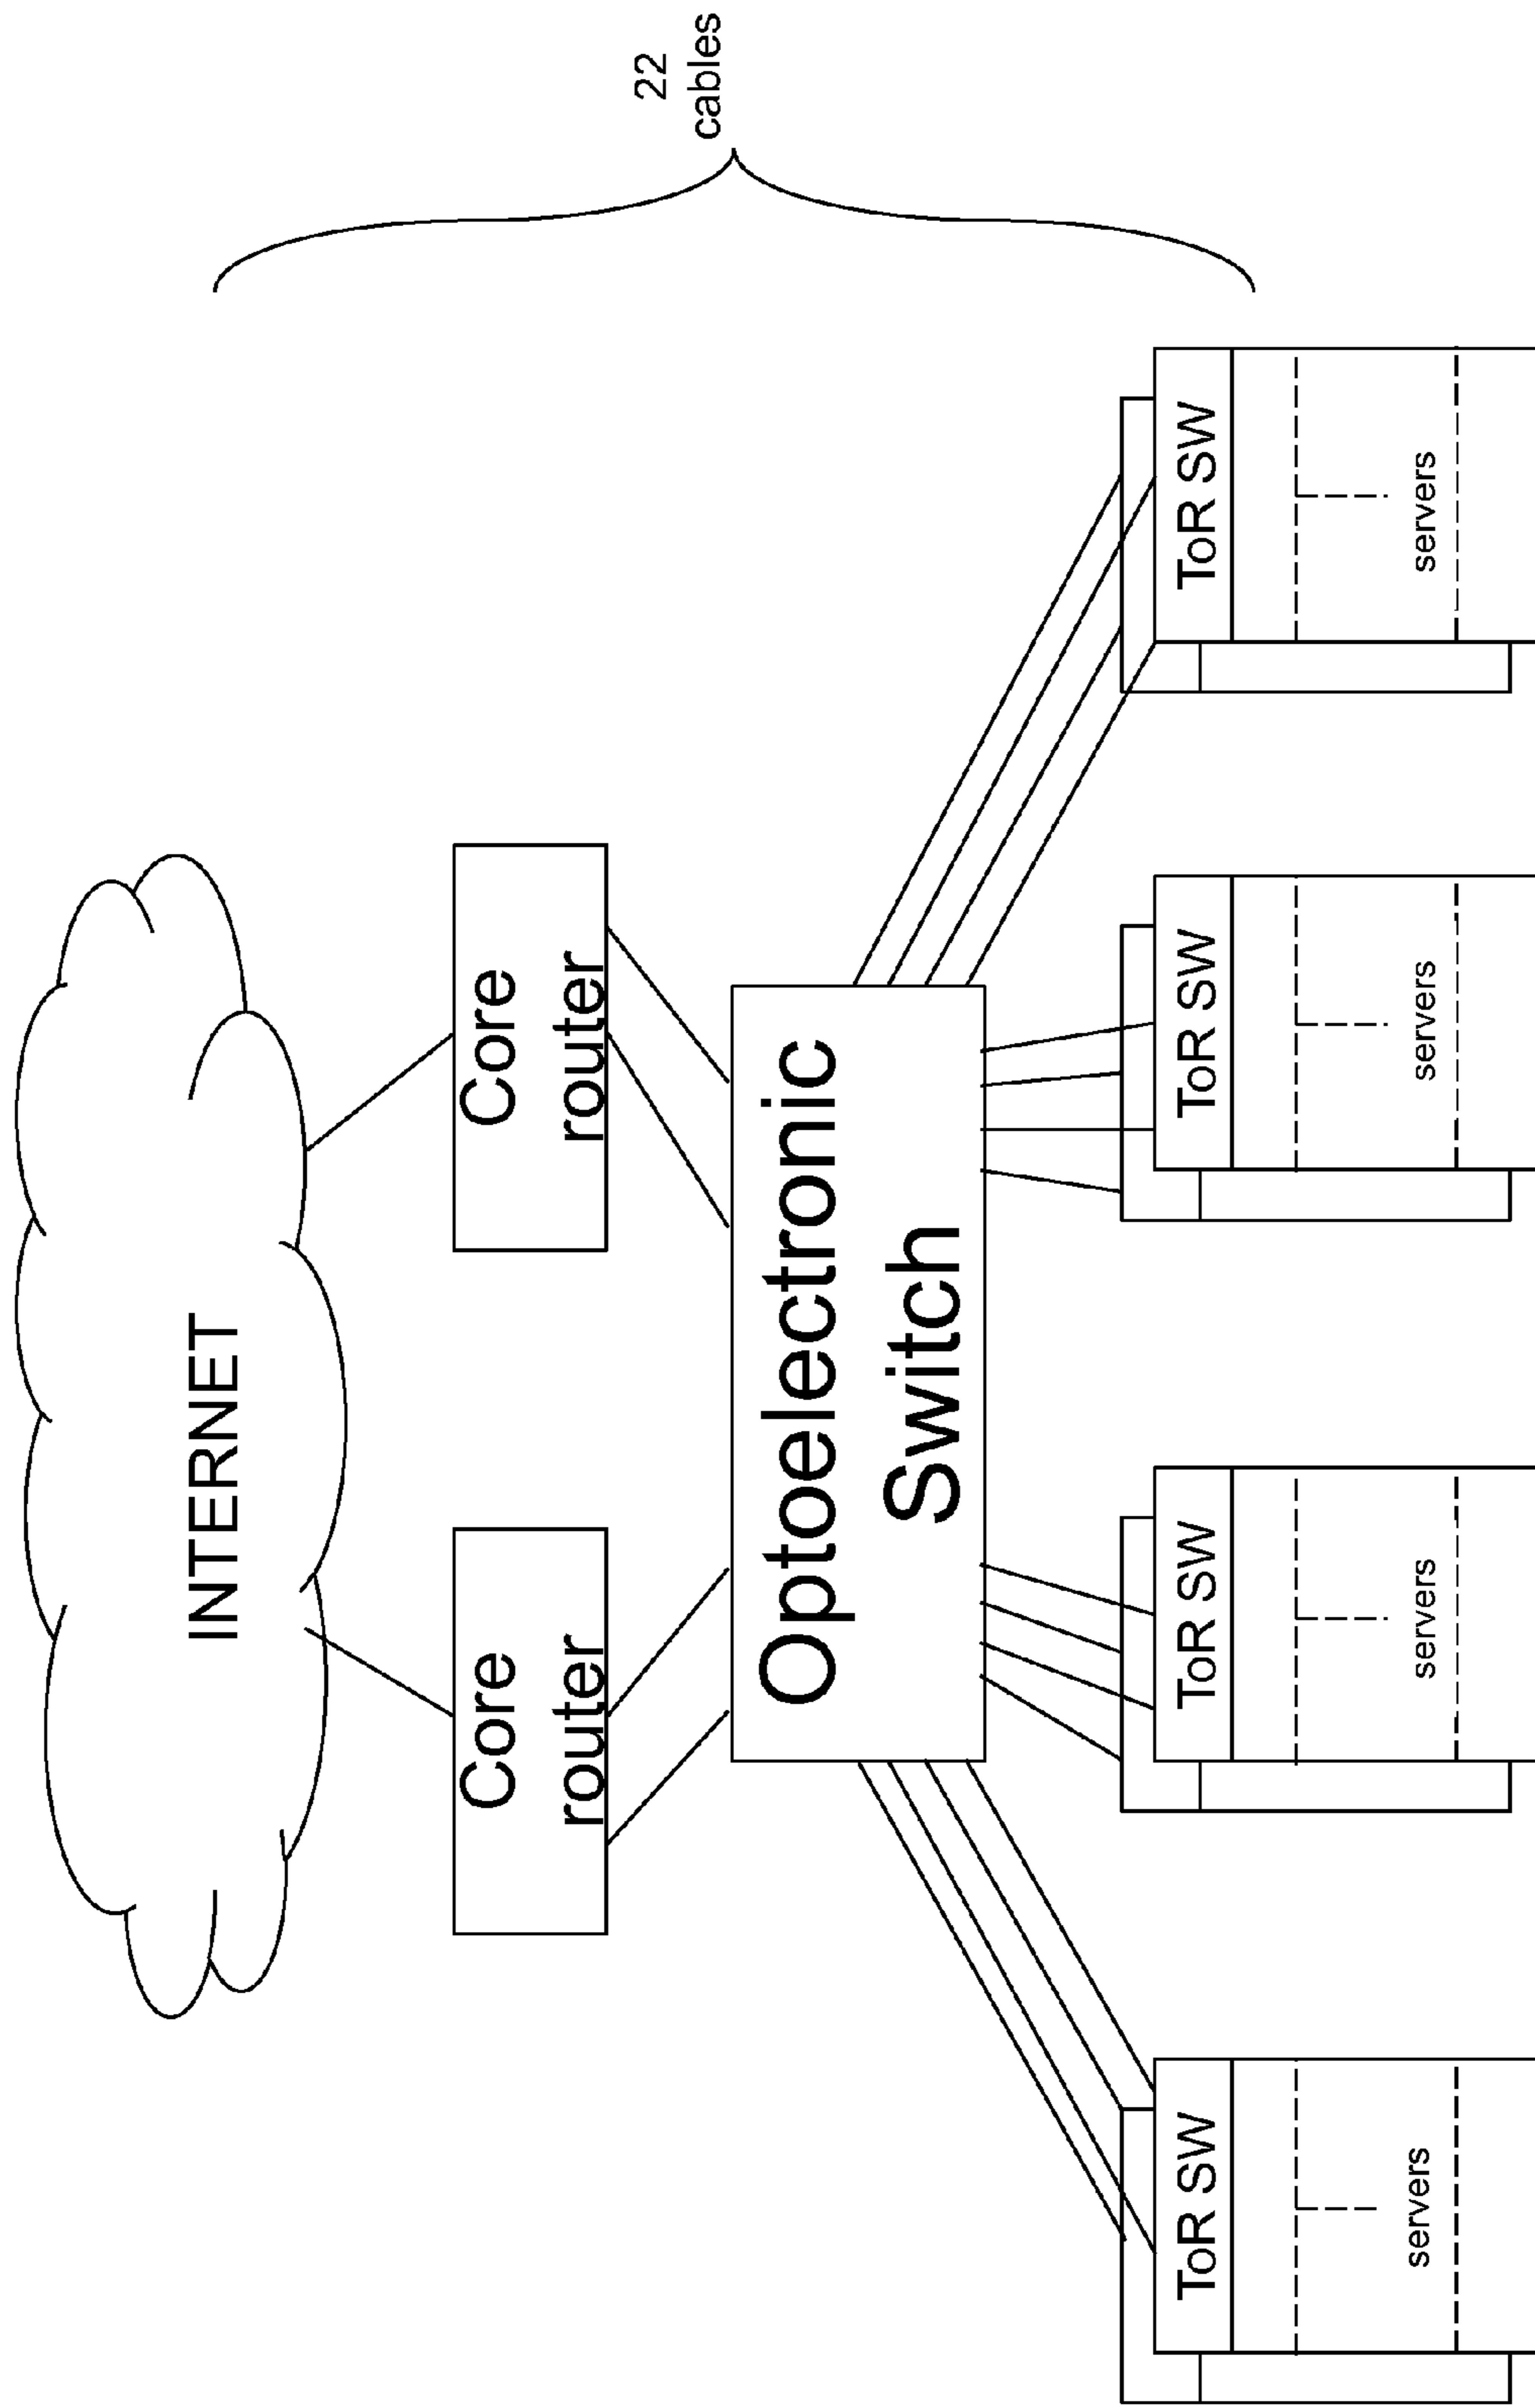 INTERNET
22
cables
Core
router
Core
router
Optoelectronic
Switch
ToR SW
ToR SW
ToR SW
ToR SW
servers
servers
servers
servers